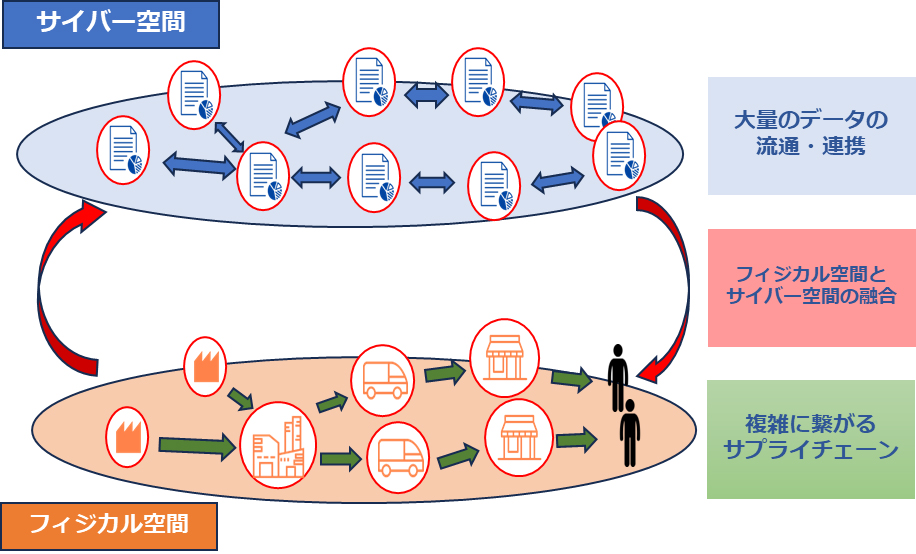 サイバー空間
大量のデータの
流通・連携
フィジカル空間と
サイバー空間の融合
複雑に繋がる
サプライチェーン
フィジカル空間